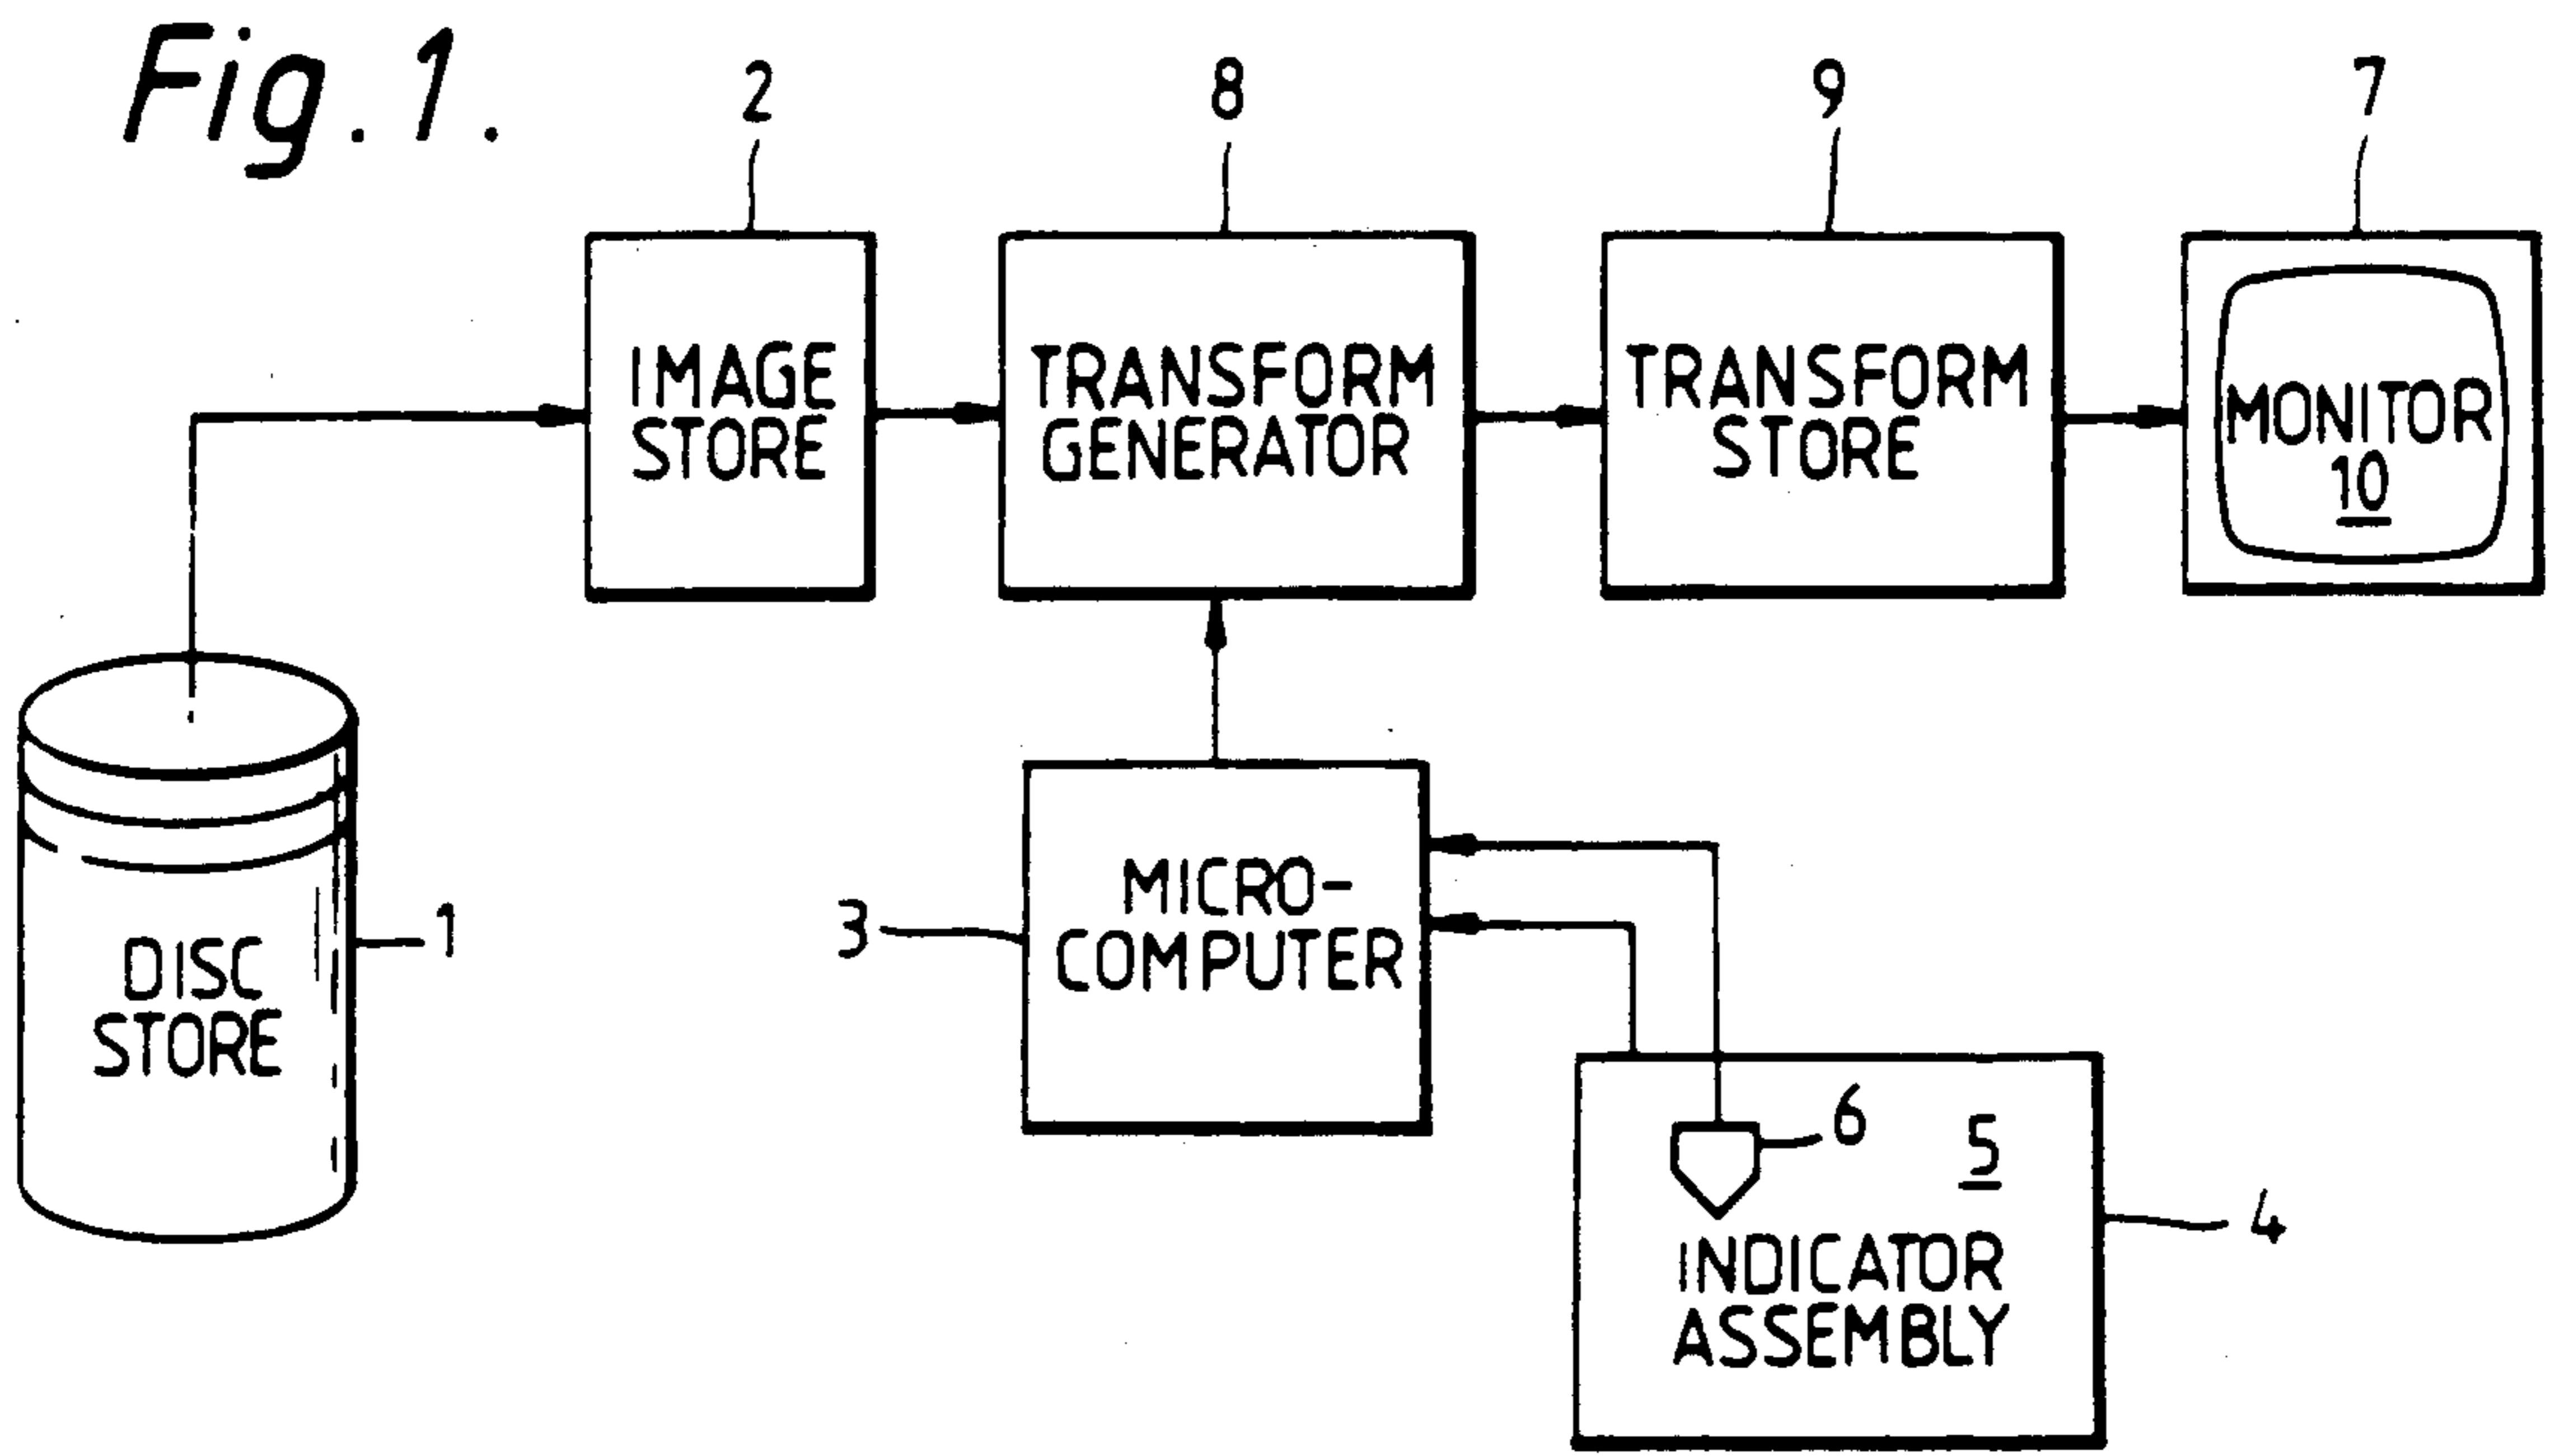 Fig. 1.
2
8
9
7
IMAGE
STORE
TRANSFORM
GENERATOR
TRANSFORM
STORE
MONITOR
10
DISC
STORE
1
3
MICRO-
COMPUTER
6
5
4
INDICATOR
ASSEMBLY